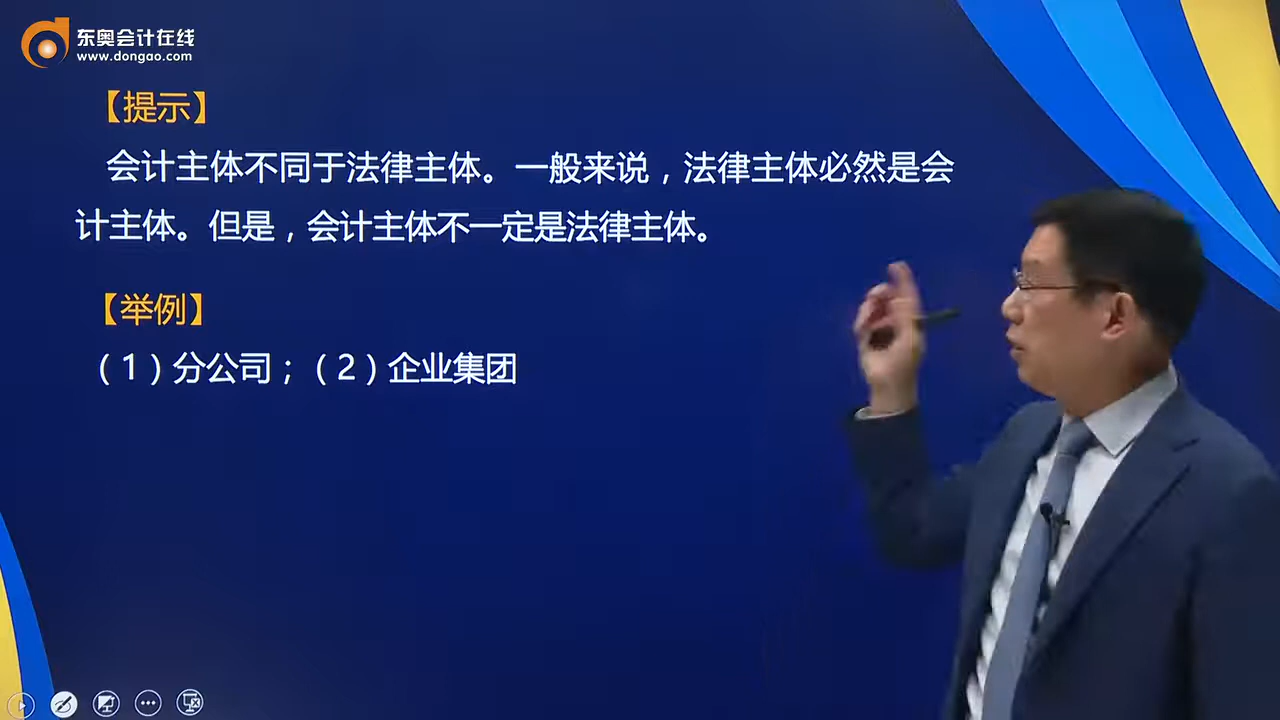 东奥会计在线
www.dongao.com
【提示】
会计主体不同于法律主体。一般来说，法律主体必然是会
计主体。但是，会计主体不一定是法律主体。
【举例】
（1）分公司；（2）企业集团